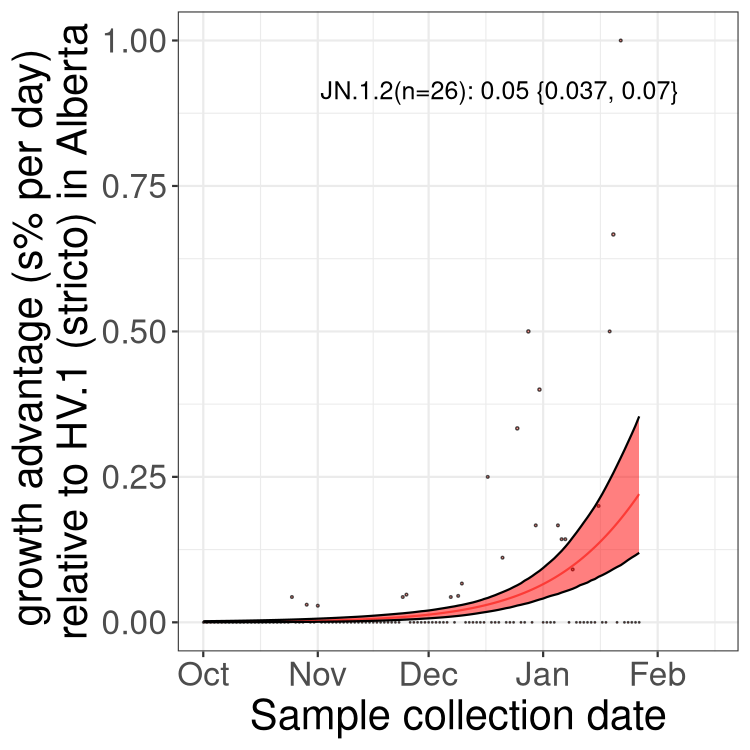 growth advantage (s% per day)
relative to HV.1 (stricto) in Alberta
1.00
0.75
0.50
0.25
0.00
JN.1.2(n=26): 0.05 {0.037, 0.07}
Oct Nov Dec Jan Feb
Sample collection date